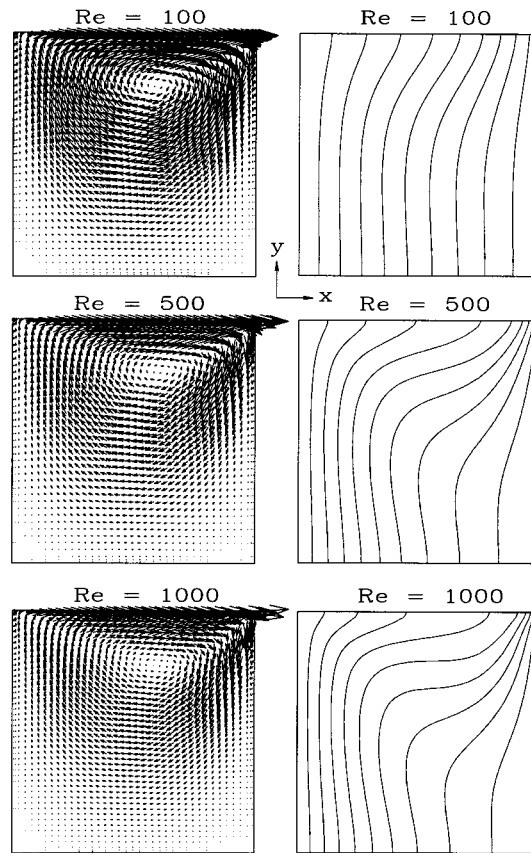 Re = 100
Re = 100
y
x
Re = 500
Re = 500
Re = 1000
Re = 1000